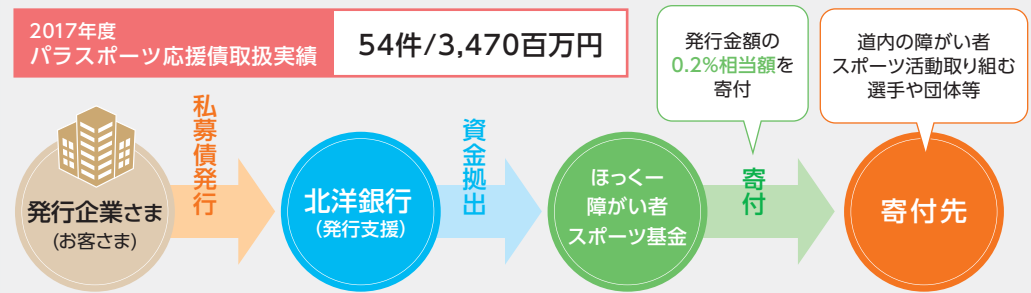 2017年度
パラスポーツ応援債取扱実績
54件/3,470百万円
発行金額の
0.2%相当額を
寄付
道内の障がい者
スポーツ活動取り組む
選手や団体等
発行企業さま
(お客さま)
私募債発行
北洋銀行
(発行支援)
資金拠出
ほっくー
障がい者
スポーツ基金
寄付
寄付先